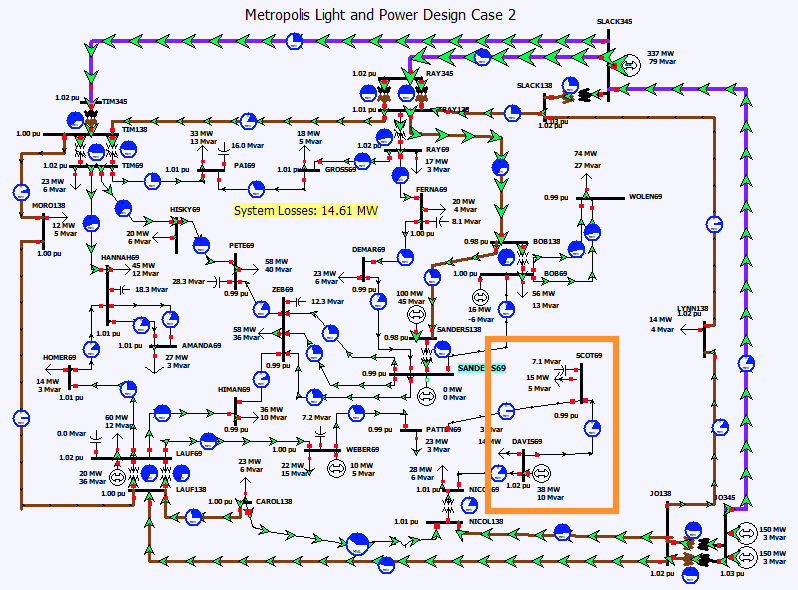 Metropolis Light and Power Design Case 2
SLACK345
337 MW
79 Mvar
1.02 pu
RAY345
SLACK138
1.02 pu
TIM345
1.01 pu
1.03 pu
1.02 pu
1.00 pu
TIM138
33 MW
13 Mvar
16.0 Mvar
18 MW
5 Mvar
1.02 pu
RAY69
74 MW
27 Mvar
1.02 pu
TIM69
1.01 pu
PAI69
1.01 pu
GROSS69
17 MW
3 Mvar
23 MW
6 Mvar
FERNA69
20 MW
4 Mvar
0.99 pu
WOLEN69
MORO138
HISKY69
System Losses: 14.61 MW
8.1 Mvar
12 MW
5 Mvar
20 MW
6 Mvar
1.00 pu
1.00 pu
PETE69
DEMAR69
0.98 pu
BOB138
HANNAH69
45 MW
12 Mvar
58 MW
40 Mvar
23 MW
6 Mvar
1.00 pu
BOB69
18.3 Mvar
28.3 Mvar
0.99 pu
ZEB69
12.3 Mvar
0.99 pu
100 MW
45 Mvar
16 MW
-6 Mvar
56 MW
13 Mvar
LYNN138
14 MW
4 Mvar
1.01 pu
58 MW
36 Mvar
0.98 pu
SANDERS138
1.01 pu
AMANDA69
HOMER69
27 MW
3 Mvar
0.99 pu
0.99 pu
SANDERS69
SCOT69
7.1 Mvar
15 MW
5 Mvar
14 MW
3 Mvar
1.01 pu
HIMAN69
0 MW
0 Mvar
60 MW
12 Mvar
36 MW
10 Mvar
7.2 Mvar
0.99 pu
0.99 pu
0.0 Mvar
0.99 pu
PATTEN69
23 MW
3 Mvar
14 MW
DAVIS69
1.02 pu
LAUF69
1.00 pu
WEBER69
23 MW
6 Mvar
22 MW
15 Mvar
10 MW
5 Mvar
28 MW
6 Mvar
20 MW
36 Mvar
1.00 pu
LAUF138
1.01 pu
1.02 pu
38 MW
10 Mvar
1.00 pu
CAROL138
JO138
JO345
1.01 pu
NICOL138
150 MW
3 Mvar
150 MW
3 Mvar
1.02 pu
1.03 pu